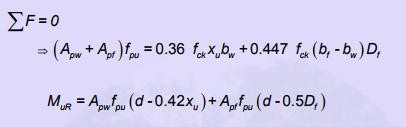 ∑F = 0
⇒ (A_pw + A_pf) f_pu = 0.36 f_ck x_u b_w + 0.447 f_ck (b_f - b_w) D_f
M_uR = A_pw f_pu (d - 0.42x_u) + A_pf f_pu (d - 0.5D_f)